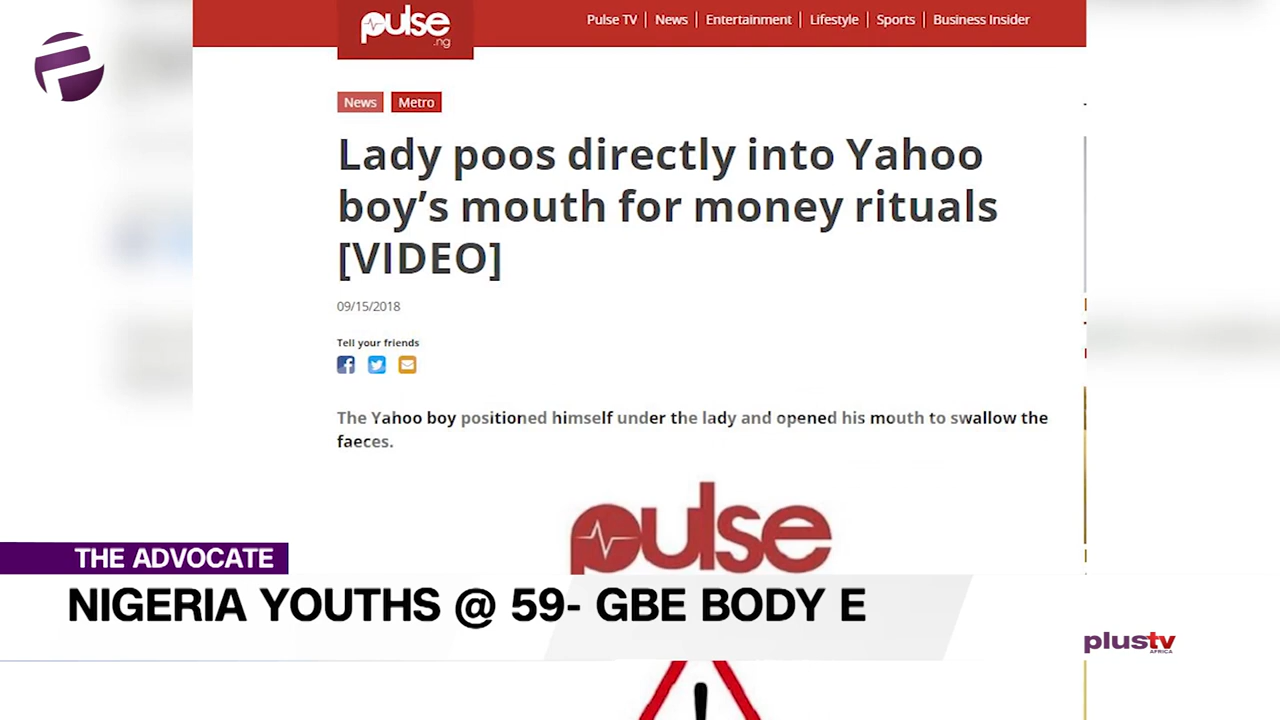 pulse
.ng
Pulse TV | News | Entertainment | Lifestyle | Sports | Business Insider
News Metro
Lady poos directly into Yahoo
boy’s mouth for money rituals
[VIDEO]
09/15/2018
Tell your friends
The Yahoo boy positioned himself under the lady and opened his mouth to swallow the
faeces.
pulse
THE ADVOCATE
NIGERIA YOUTHS @ 59- GBE BODY E
plustv
AFRICA